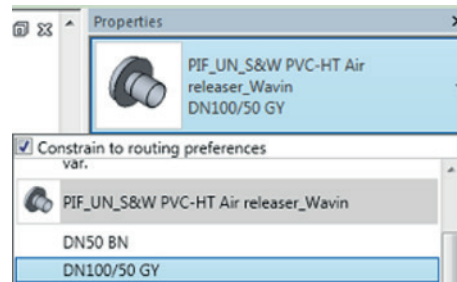 Properties
PIF_UN_S&W PVC-HT Air
releaser_Wavin
DN100/50 GY
Constrain to routing preferences
var.
PIF_UN_S&W PVC-HT Air releaser_Wavin
DN50 BN
DN100/50 GY